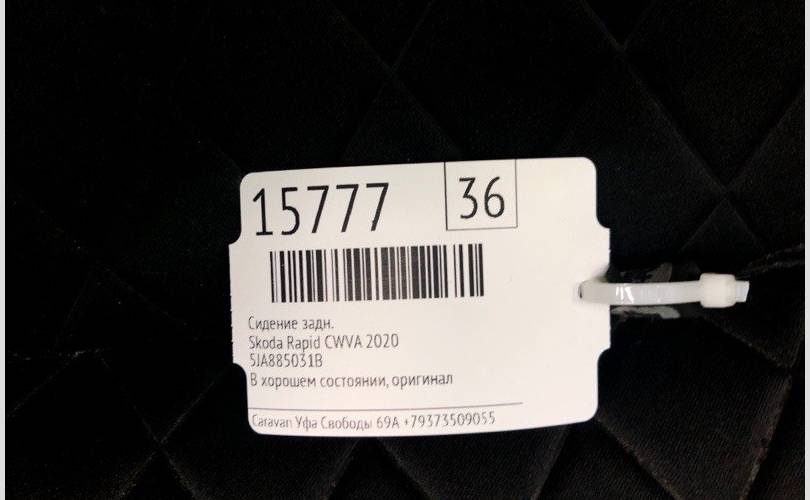 15777
36
Сидение задн.
Skoda Rapid CWVA 2020
5JA885031B
В хорошем состоянии, оригинал
Caravan Уфа Свободы 69А +79373509055